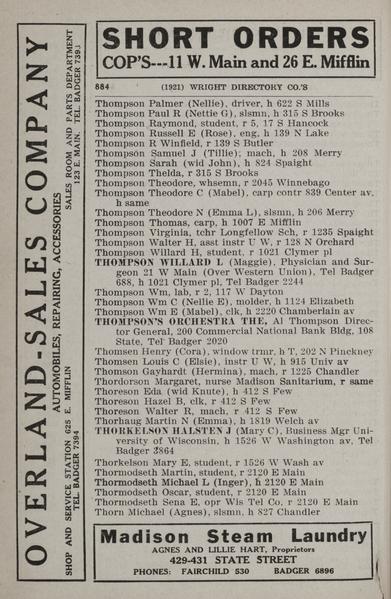 SHORT ORDERS
COP'S---11 W. Main and 26 E. Mifflin
884 (1921) WRIGHT DIRECTORY CO.'S
Thompson Palmer (Nellie), driver, h 622 S Mills
Thompson Paul R (Nettie G), slsmn, h 315 S Brooks
Thompson Raymond, student, r 5, 17 S Hancock
Thompson Russell E (Rose), eng, h 139 N Lake
Thompson R Winfield, r 139 S Butler
Thompson Samuel J (Tillie); mach, h 208 Merry
Thompson Sarah (wid John), h 824 Spaight
Thompson Thelda, r 315 S Brooks
Thompson Theodore, whsemn, r 2045 Winnebago
Thompson Theodore C (Mabel), carp contr 839 Center av.
h same
Thompson Theodore N (Emma L), slsmn, h 206 Merry
Thompson Thomas, carp, h 1007 E Mifflin
Thompson Virginia, tchr Longfellow Sch, r 1235 Spaight
Thompson Walter H, asst instr U W, r 128 N Orchard
Thompson Willard H, student, r 1021 Clymer pl
THOMPSON WILLARD L (Maggie), Physician and Sur-
geon 21 W Main (Over Western Union), Tel Badger
688, h 1021 Clymer pl, Tel Badger 2244
Thompson Wm, lab, r 2, 117 W Dayton
Thompson Wm C (Nellie E), molder, h 1124 Elizabeth
Thompson Wm E (Mabel), clk, h 2220 Chamberlain av
THOMPSON'S ORCHESTRA THE, Al Thompson Direc-
tor General, 200 Commercial National Bank Bldg, 108
State, Tel Badger 2020
Thomsen Henry (Cora), window trmr, h T, 202 N Pinckney
Thomsen Louis C (Elsie), instr U W, h 915 Univ av
Thomson Gayhardt (Hermina), mach, r 1225 Chandler
Thordorson Margaret, nurse Madison Sanitarium, r same
Thoreson Eda (wid Knute), h 412 S Few
Thoreson Hazel B, clk, r 412 S Few
Thoreson Walter R, mach, r 412 S Few
Thorhaug Martin N (Emma), h 1819 Welch av
THORKELSON HALSTEN J (Mary C), Business Mgr Uni-
versity of Wisconsin, h 1526 W Washington av, Tel
Badger 3864
Thorkelson Mary E, student, r 1526 W Wash av
Thormodseth Martin, student, r 2120 E Main
Thormodseth Michael L (Inger), h 2120 E Main
Thormodseth Oscar, student, r 2120 E Main
Thormodseth Sena E, opr Wis Tel Co, r 2120 E Main
Thorn Michael (Agnes), slsmn, h 827 Chandler
Madison Steam Laundry
AGNES AND LILLIE HART, Proprietors
429-431 STATE STREET
PHONES: FAIRCHILD 530 BADGER 6896
OVERLAND-SALES COMPANY
AUTOMOBILES, REPAIRING, ACCESSORIES
SHOP AND SERVICE STATION 625 E. MIFFLIN
TEL. BADGER 7394
SALES ROOM AND PARTS DEPARTMENT
123 E. MAIN. TEL. BADGER 7393